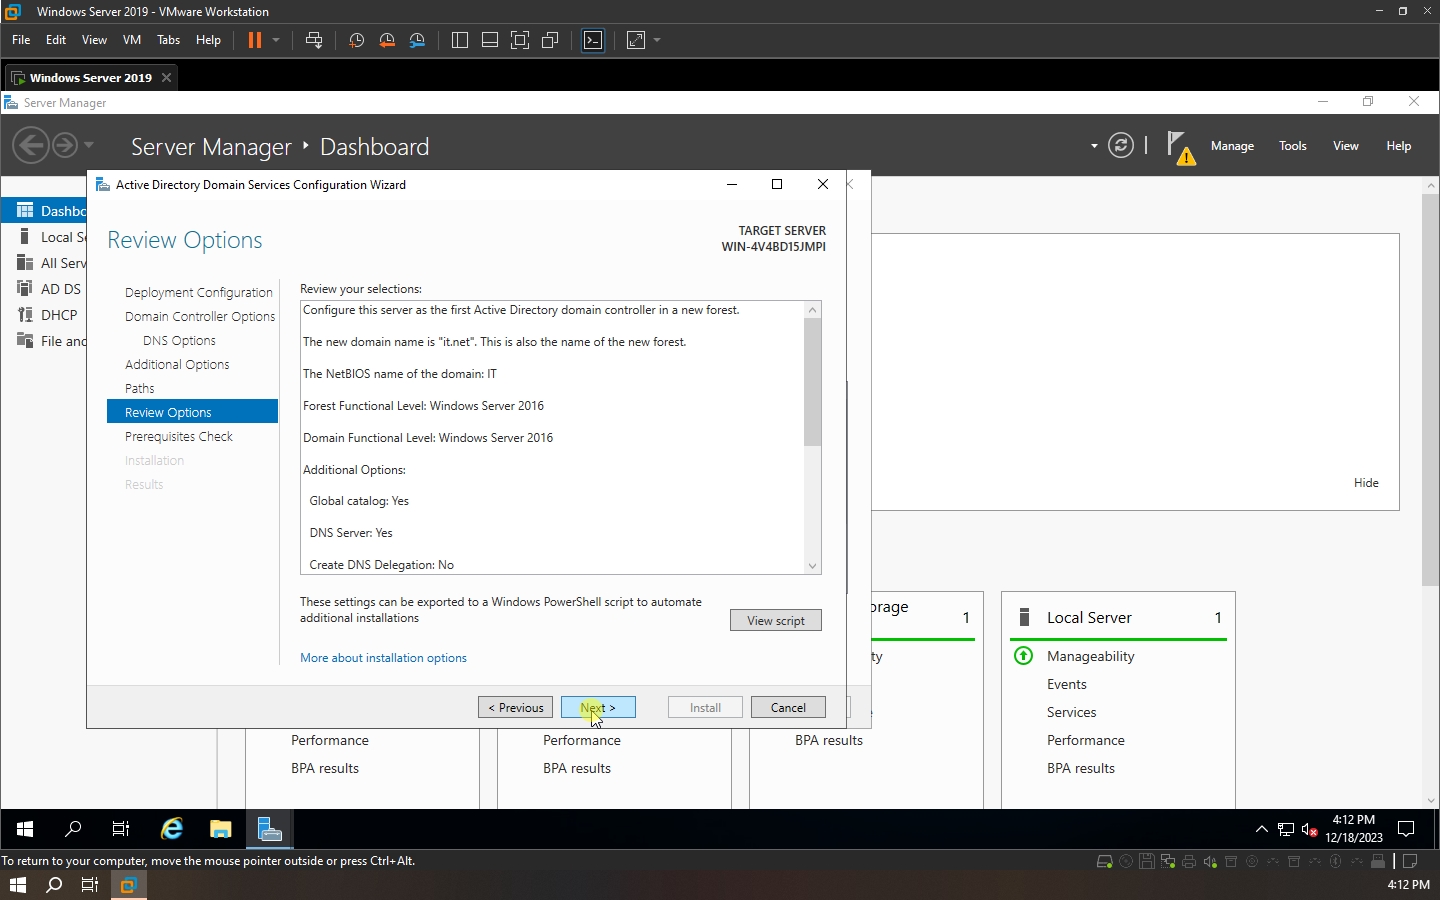 Windows Server 2019 - VMware Workstation
File Edit View VM Tabs Help
Windows Server 2019
Server Manager
Server Manager Dashboard
Manage Tools View Help
Active Directory Domain Services Configuration Wizard
Review Options
TARGET SERVER
WIN-4V4BD15JMPI
Local
All
AD DS
DHCP
File
Deployment Configuration
Domain Controller Options
DNS Options
Additional Options
Paths
Review Options
Prerequisites Check
Installation
Results
Review your selections:
Configure this server as the first Active Directory domain controller in a new forest.
The new domain name is "it.net". This is also the name of the new forest.
The NetBIOS name of the domain: IT
Forest Functional Level: Windows Server 2016
Domain Functional Level: Windows Server 2016
Additional Options:
Global catalog: Yes
DNS Server: Yes
Create DNS Delegation: No
These settings can be exported to a Windows PowerShell script to automate
additional installations
View script
More about installation options
< Previous Next > Install Cancel
Hide
1
Local Server 1
Manageability
Events
Services
Performance
BPA results
Performance
BPA results
Performance
BPA results
BPA results
4:12 PM
12/18/2023
To return to your computer, move the mouse pointer outside or press Ctrl+Alt.
4:12 PM